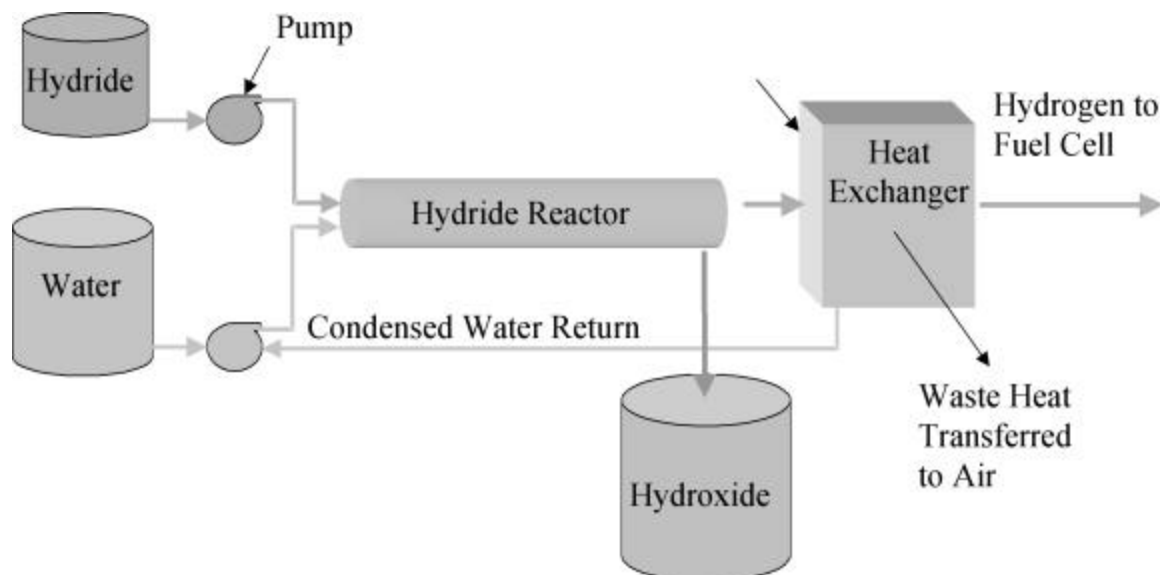 Pump
Hydride
Hydrogen to
Fuel Cell
Heat
Exchanger
Hydride Reactor
Water
Condensed Water Return
Waste Heat
Transferred
to Air
Hydroxide